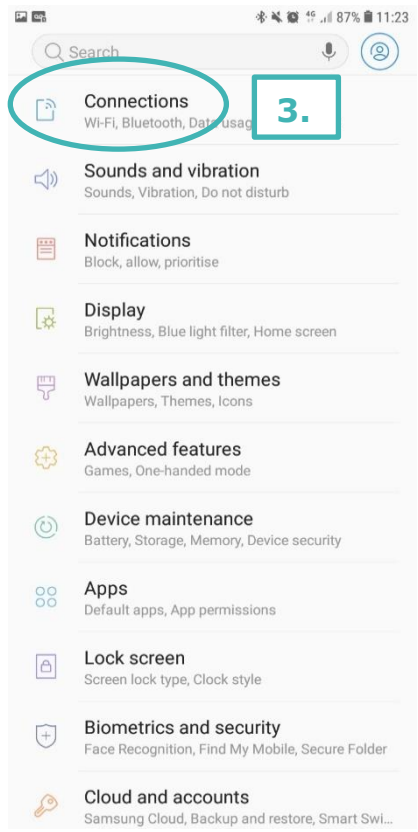 4G 87% 11:23
Search
Connections
Wi-Fi, Bluetooth, Data usag
3.
Sounds and vibration
Sounds, Vibration, Do not disturb
Notifications
Block, allow, prioritise
Display
Brightness, Blue light filter, Home screen
Wallpapers and themes
Wallpapers, Themes, Icons
Advanced features
Games, One-handed mode
Device maintenance
Battery, Storage, Memory, Device security
Apps
Default apps, App permissions
Lock screen
Screen lock type, Clock style
Biometrics and security
Face Recognition, Find My Mobile, Secure Folder
Cloud and accounts
Samsung Cloud, Backup and restore, Smart Swi...